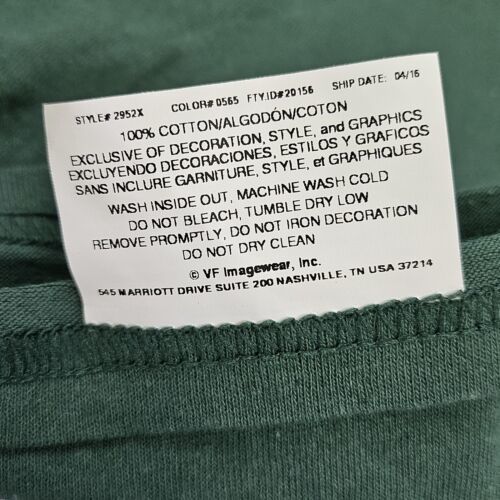 STYLE# 2952X COLOR# 0565 FTY.ID#20156 SHIP DATE: 04/16
100% COTTON/ALGODÓN/COTON
EXCLUSIVE OF DECORATION, STYLE, and GRAPHICS
EXCLUYENDO DECORACIONES, ESTILOS Y GRAFICOS
SANS INCLURE GARNITURE, STYLE, et GRAPHIQUES
WASH INSIDE OUT, MACHINE WASH COLD
DO NOT BLEACH, TUMBLE DRY LOW
REMOVE PROMPTLY, DO NOT IRON DECORATION
DO NOT DRY CLEAN
© VF Imagewear, Inc.
545 MARRIOTT DRIVE SUITE 200 NASHVILLE, TN USA 37214